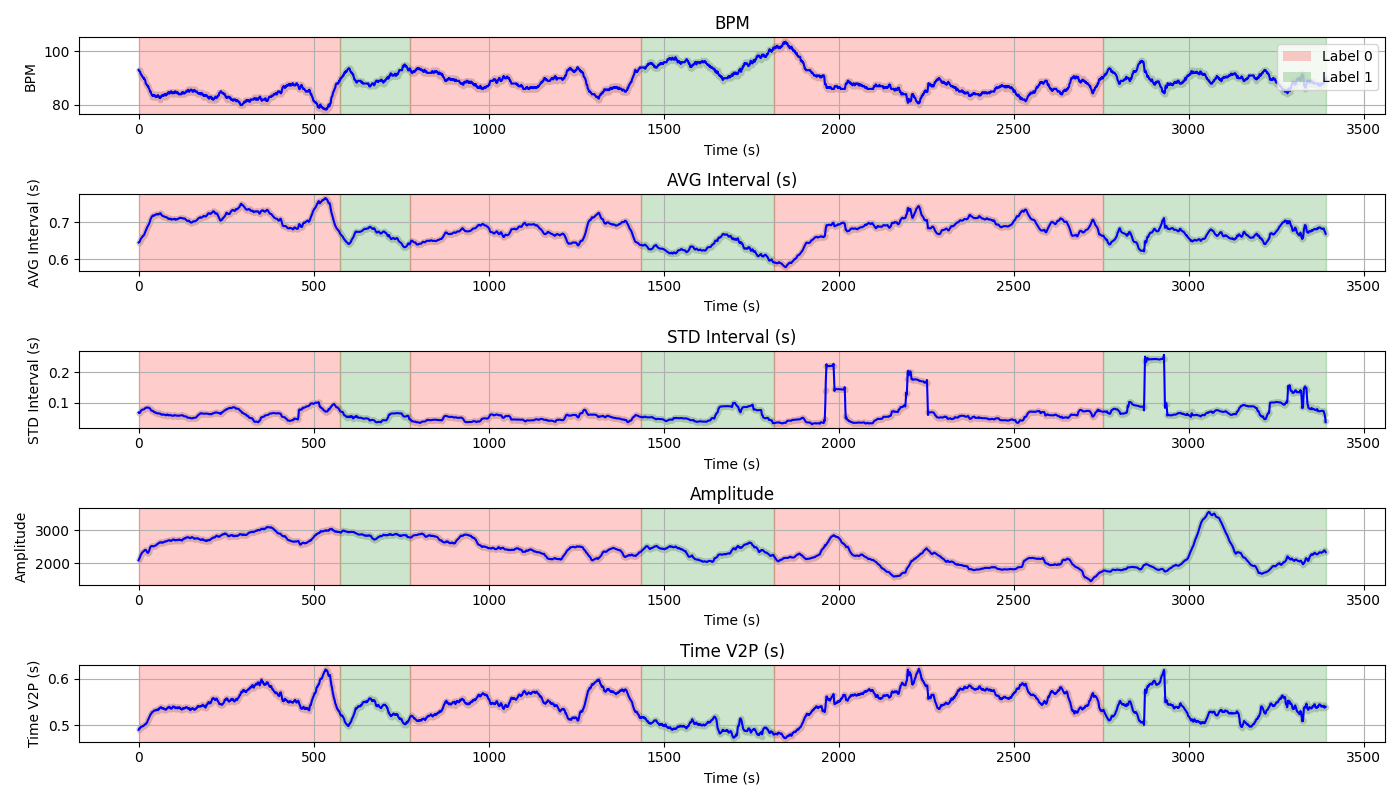 BPM
100
80
BPM
Label 0
Label 1
0 500 1000 1500 2000 2500 3000 3500
Time (s)
AVG Interval (s)
0.7
0.6
AVG Interval (s)
0 500 1000 1500 2000 2500 3000 3500
Time (s)
STD Interval (s)
0.2
0.1
STD Interval (s)
0 500 1000 1500 2000 2500 3000 3500
Time (s)
Amplitude
3000
2000
Amplitude
0 500 1000 1500 2000 2500 3000 3500
Time (s)
Time V2P (s)
0.6
0.5
Time V2P (s)
0 500 1000 1500 2000 2500 3000 3500
Time (s)